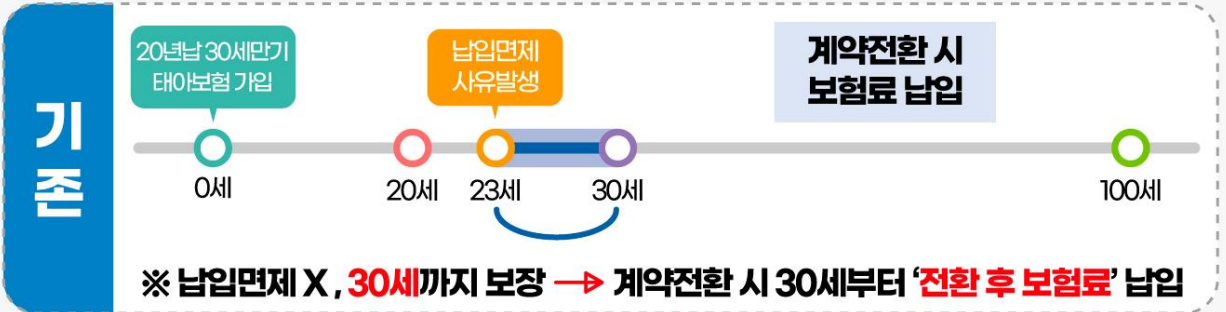 기존
20년납 30세만기
태아보험 가입
납입면제
사유발생
계약전환 시
보험료 납입
0세
20세
23세
30세
100세
※ 납입면제 X , 30세까지 보장 → 계약전환 시 30세부터 ‘전환 후 보험료’ 납입